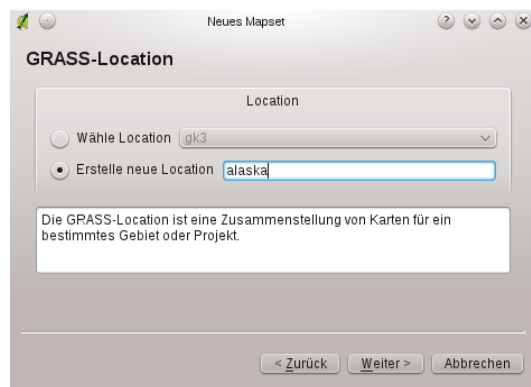 Neues Mapset
GRASS-Location
Location
Wähle Location gk3
Erstelle neue Location alaska
Die GRASS-Location ist eine Zusammenstellung von Karten für ein
bestimmtes Gebiet oder Projekt.
< Zurück Weiter > Abbrechen